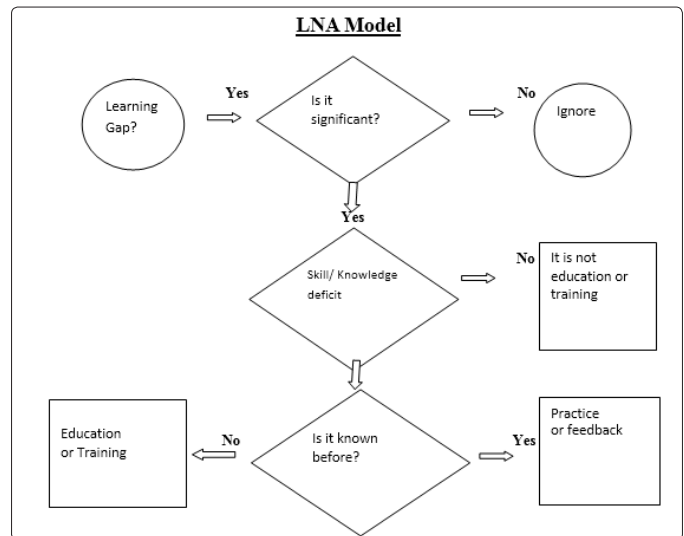 LNA Model
Learning
Gap?
Yes
Is it
significant?
No
Ignore
Yes
Skill/ Knowledge
deficit
No
It is not
education or
training
Education
or Training
No
Is it known
before?
Yes
Practice
or feedback